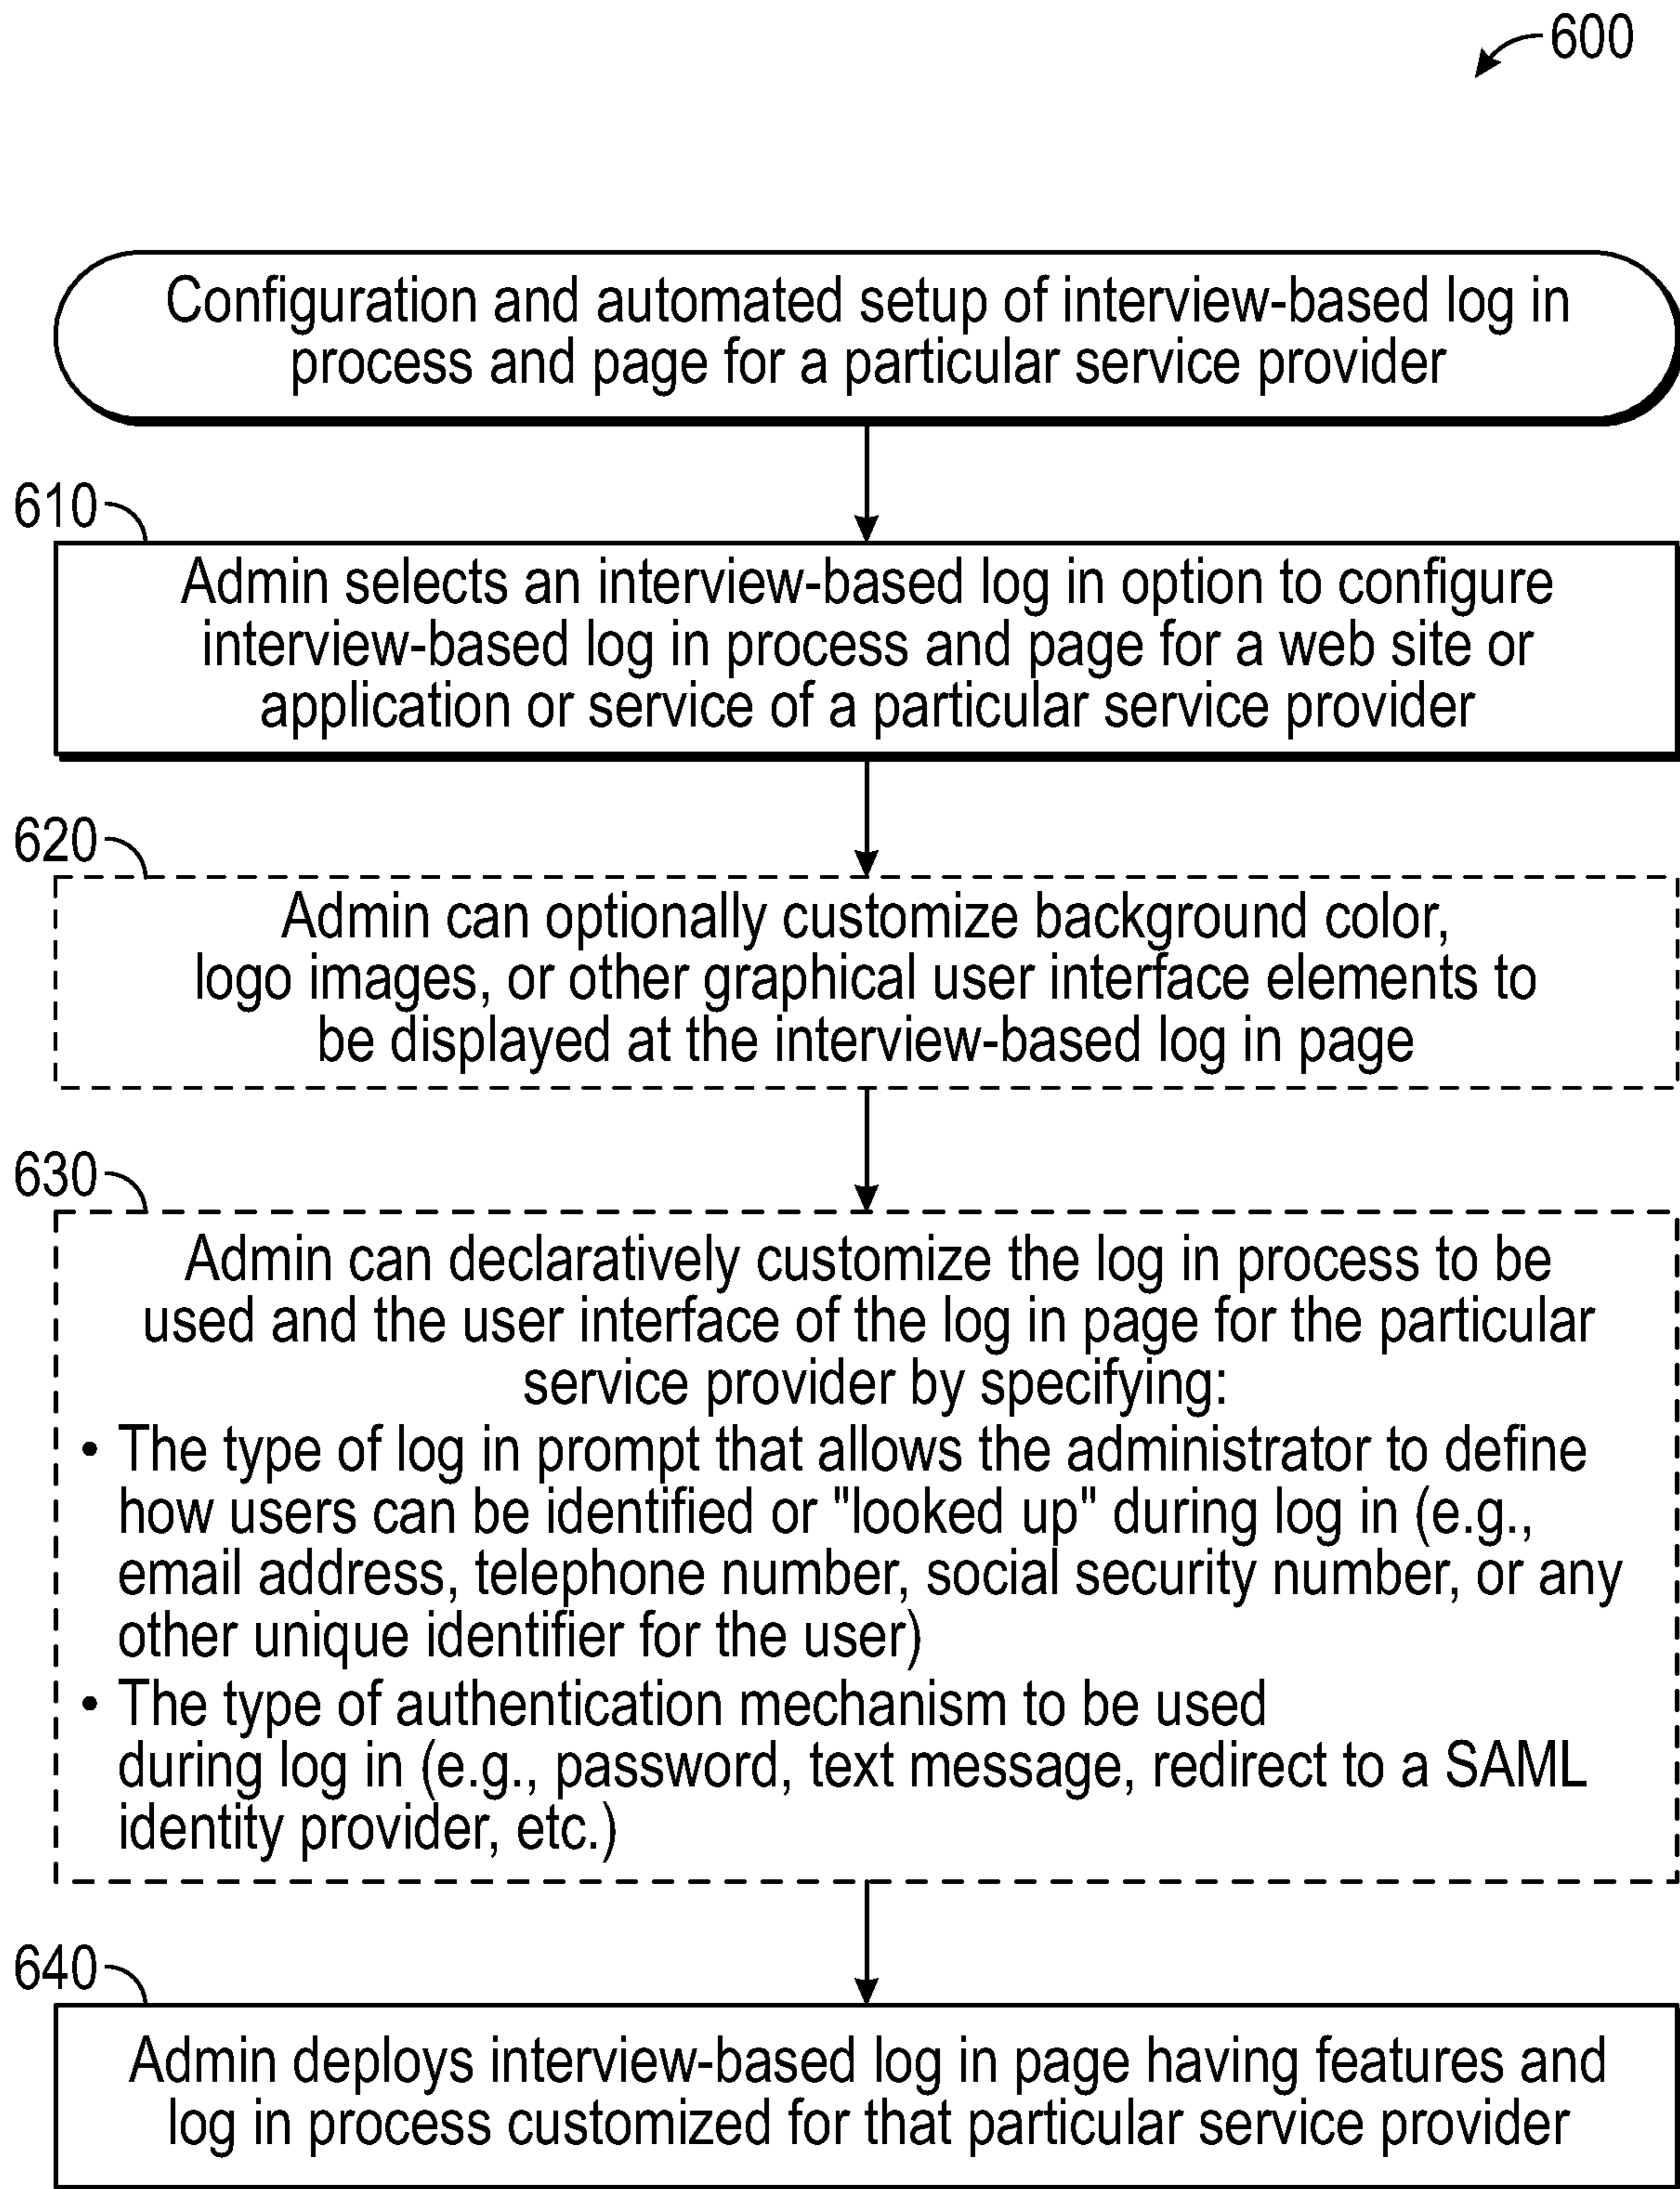 600
Configuration and automated setup of interview-based log in
process and page for a particular service provider
610
Admin selects an interview-based log in option to configure
interview-based log in process and page for a web site or
application or service of a particular service provider
620
Admin can optionally customize background color,
logo images, or other graphical user interface elements to
be displayed at the interview-based log in page
630
Admin can declaratively customize the log in process to be
used and the user interface of the log in page for the particular
service provider by specifying:
• The type of log in prompt that allows the administrator to define
how users can be identified or "looked up" during log in (e.g.,
email address, telephone number, social security number, or any
other unique identifier for the user)
• The type of authentication mechanism to be used
during log in (e.g., password, text message, redirect to a SAML
identity provider, etc.)
640
Admin deploys interview-based log in page having features and
log in process customized for that particular service provider